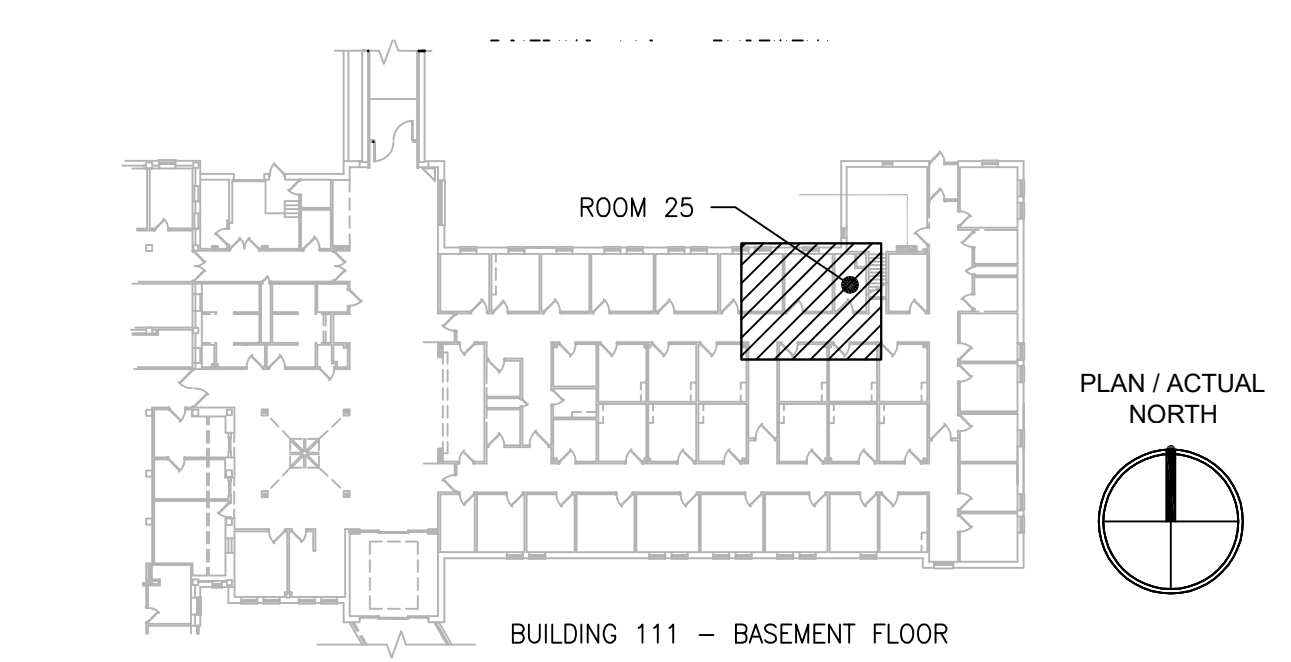 ROOM 25
PLAN / ACTUAL
NORTH
BUILDING 111 – BASEMENT FLOOR